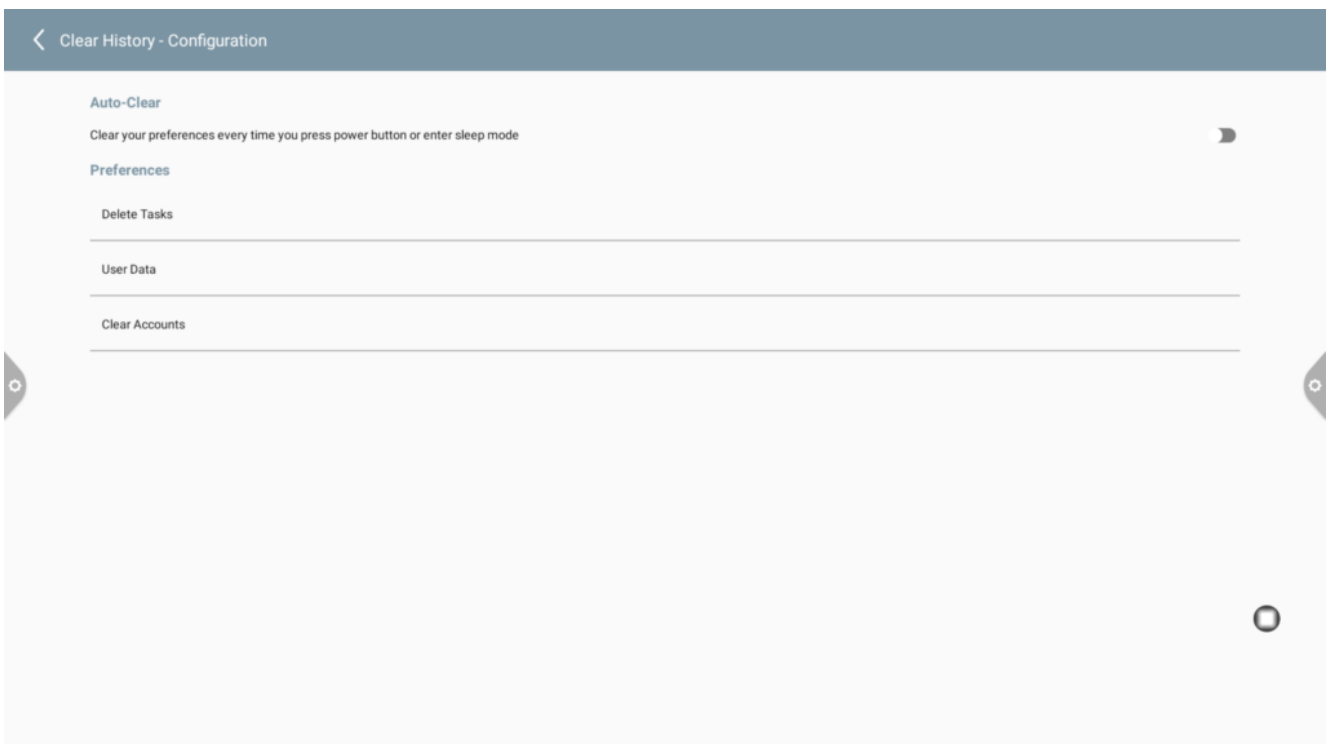 Clear History - Configuration
Auto-Clear
Clear your preferences every time you press power button or enter sleep mode
Preferences
Delete Tasks
User Data
Clear Accounts